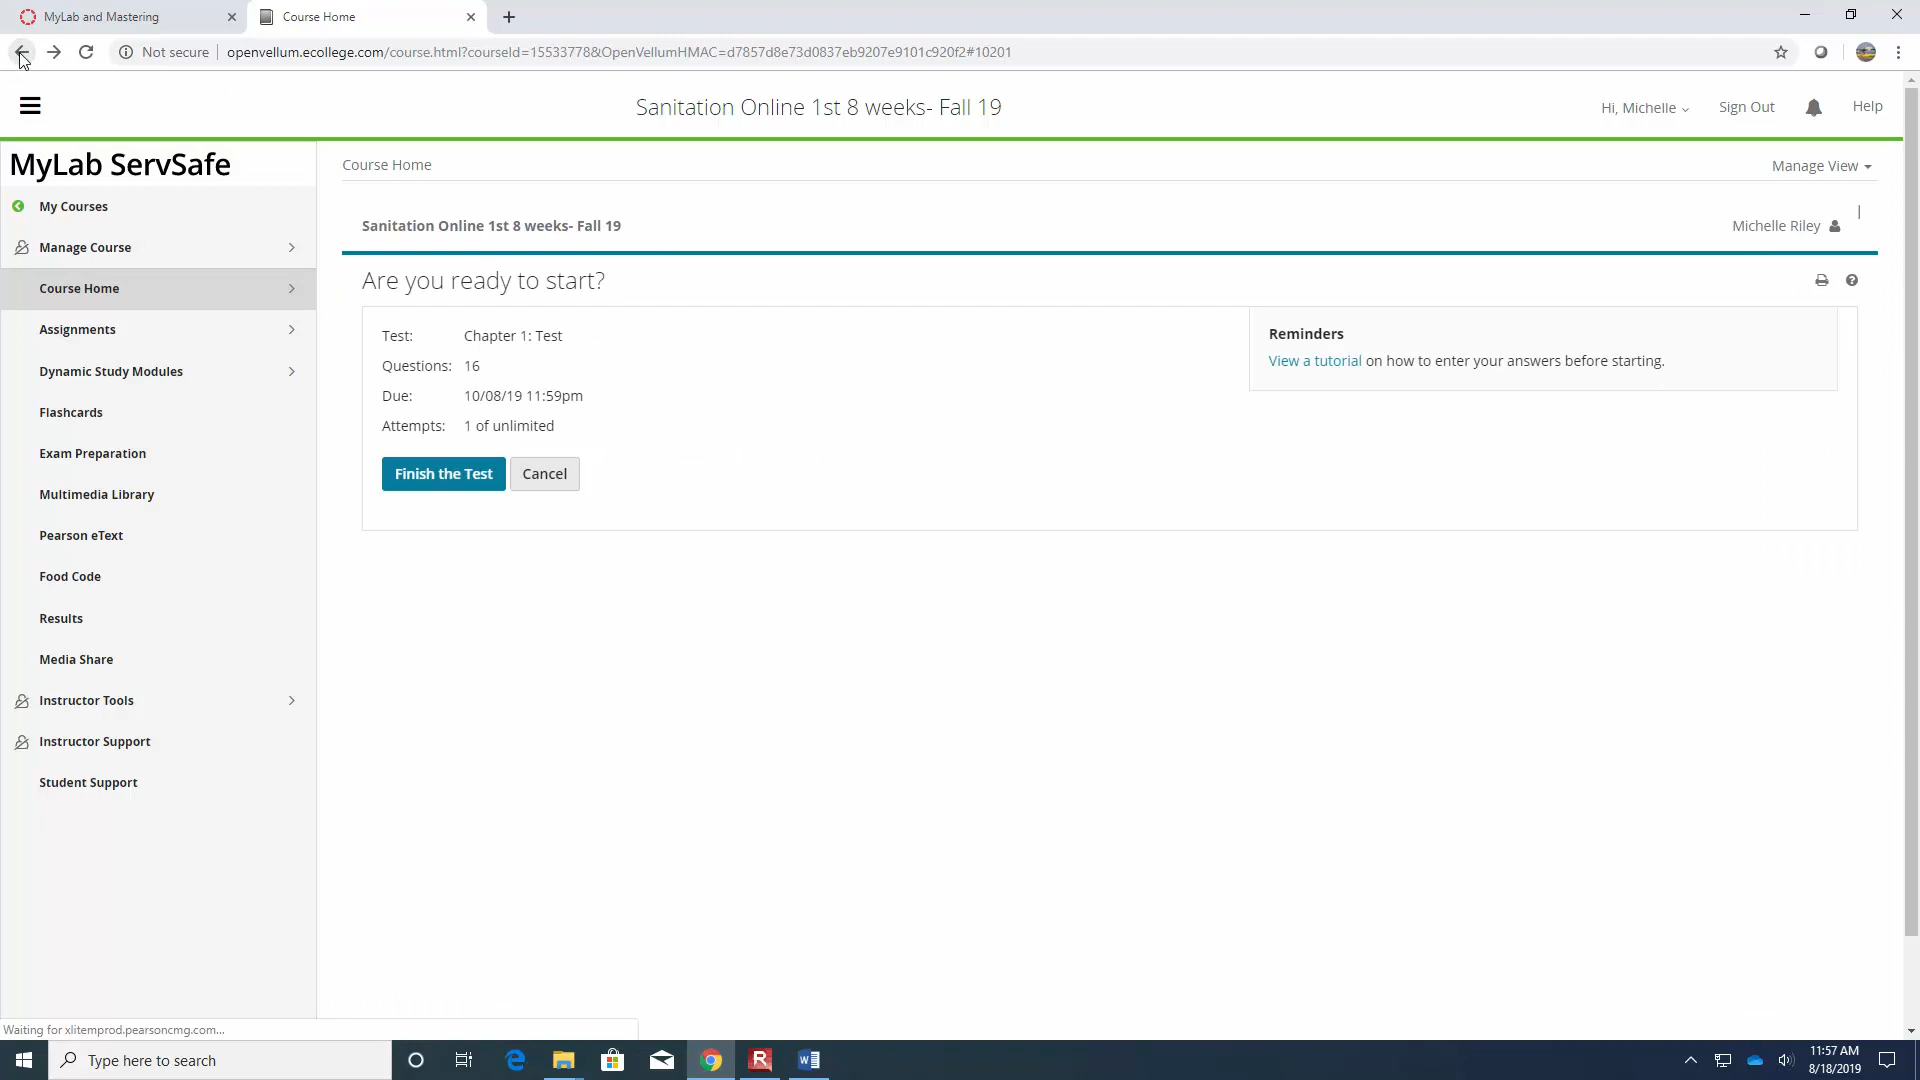 MyLab and Mastering
Course Home
Not secure
openvellum.ecollege.com/course.html?courseId=15533778&OpenVellumHMAC=d7857d8e73d0837eb9207e9101c920f2#10201
Sanitation Online 1st 8 weeks- Fall 19
Hi, Michelle
Sign Out
Help
MyLab ServSafe
My Courses
Manage Course
Course Home
Assignments
Dynamic Study Modules
Flashcards
Exam Preparation
Multimedia Library
Pearson eText
Food Code
Results
Media Share
Instructor Tools
Instructor Support
Student Support
Course Home
Manage View
Sanitation Online 1st 8 weeks- Fall 19
Michelle Riley
Are you ready to start?
Test: Chapter 1: Test
Questions: 16
Due: 10/08/19 11:59pm
Attempts: 1 of unlimited
Finish the Test
Cancel
Reminders
View a tutorial on how to enter your answers before starting.
Waiting for xlitemprod.pearsoncmg.com...
Type here to search
11:57 AM
8/18/2019